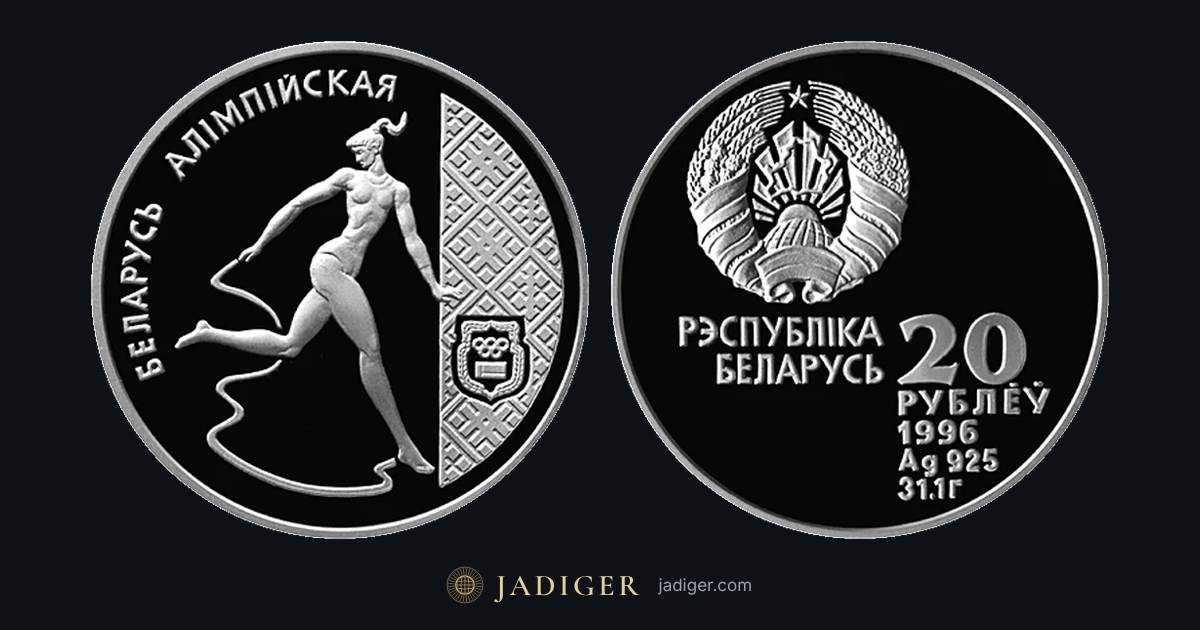 БЕЛАРУСЬ АЛІМПІЙСКАЯ
РЭСПУБЛІКА
БЕЛАРУСЬ
20
РУБЛЁЎ
1996
Ag 925
31.1г
JADIGER jadiger.com